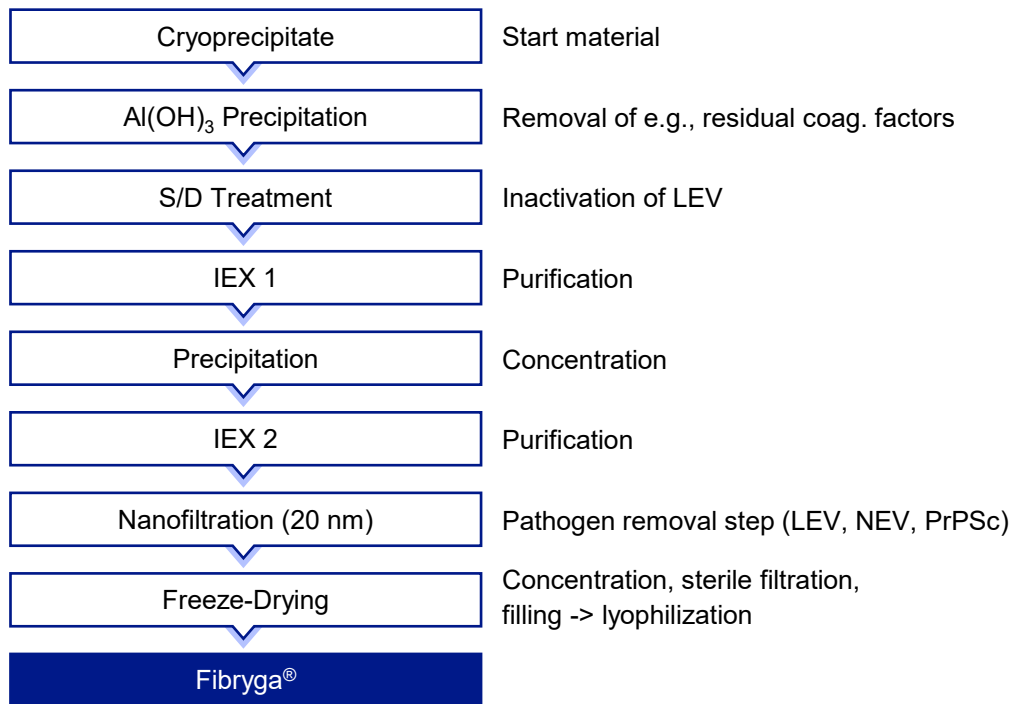 Cryoprecipitate Start material
Al(OH)₃ Precipitation Removal of e.g., residual coag. factors
S/D Treatment Inactivation of LEV
IEX 1 Purification
Precipitation Concentration
IEX 2 Purification
Nanofiltration (20 nm) Pathogen removal step (LEV, NEV, PrPSc)
Freeze-Drying Concentration, sterile filtration,
filling -> lyophilization
Fibryga®